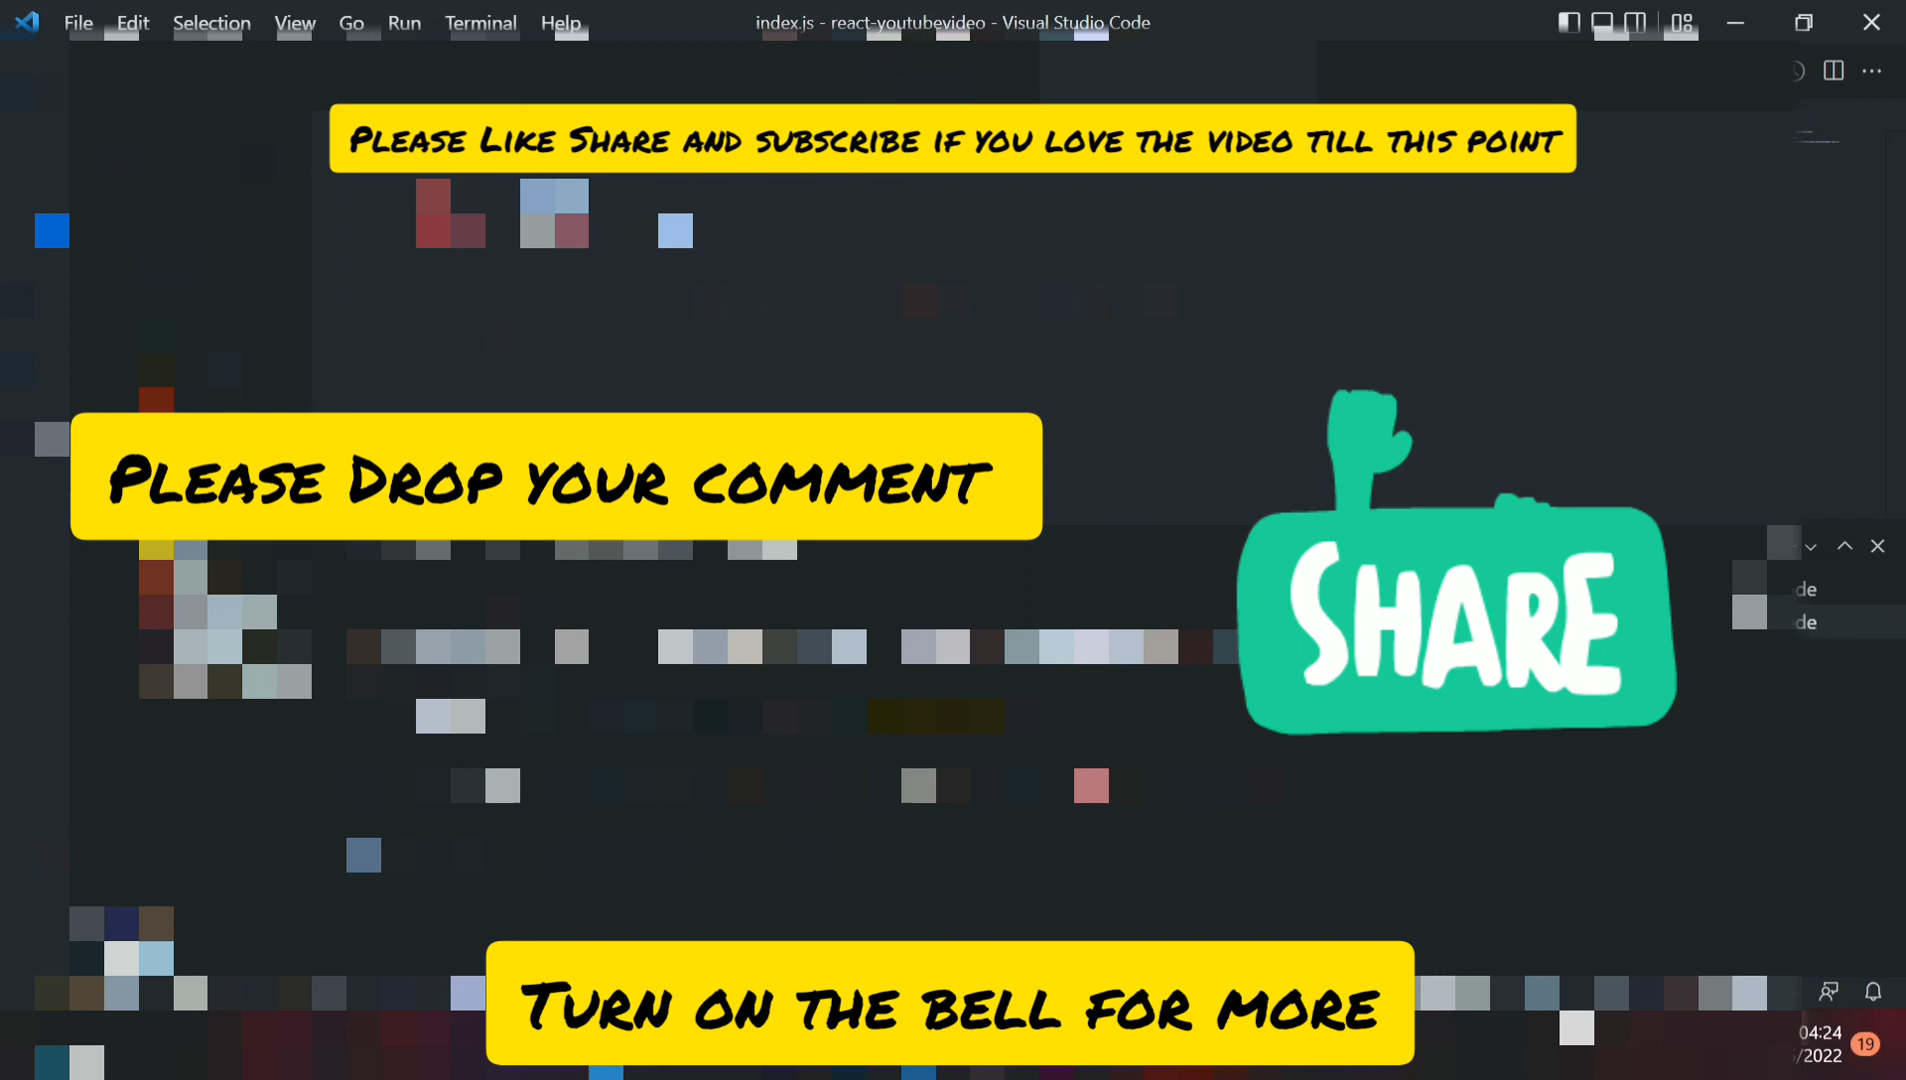 File Edit Selection View Go Run Terminal Help
index.js - react-youtubevideo - Visual Studio Code
Please Like Share and subscribe if you love the video till this point
Please Drop your comment
SHARE
de
de
Turn on the bell for more
04:24
/2022
19